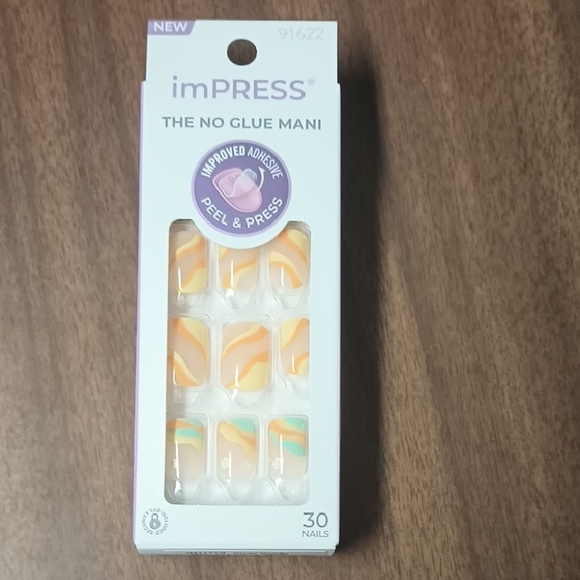 NEW
91622
imPRESS®
THE NO GLUE MANI
IMPROVED ADHESIVE
PEEL & PRESS
30
NAILS